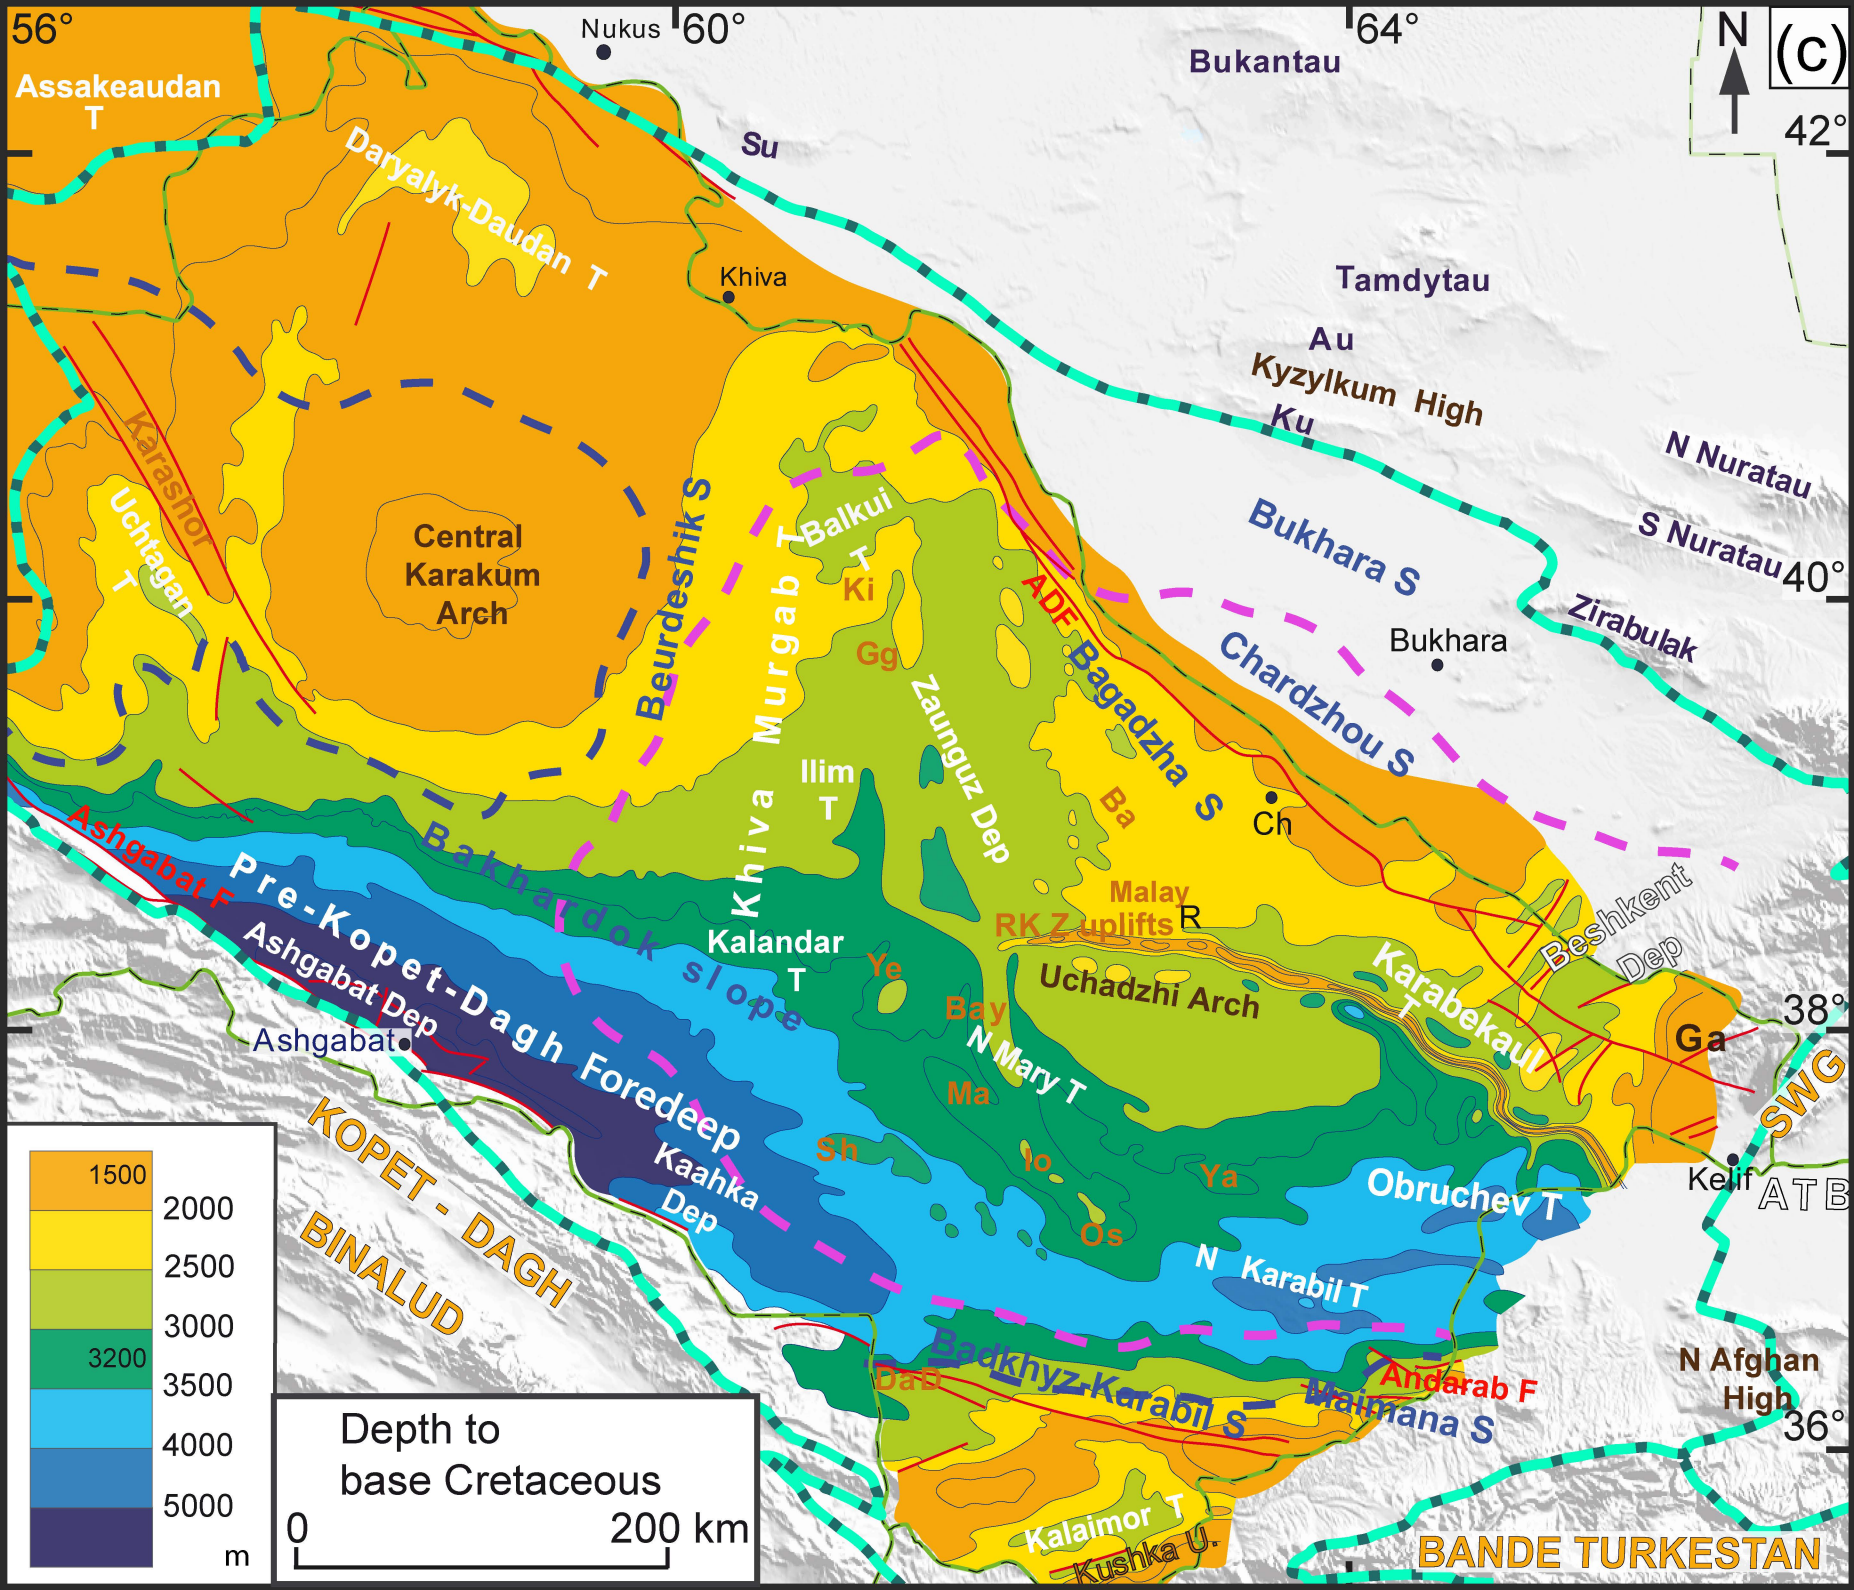 56°
Nukus
60°
64°
N
(c)
Bukantau
Assakeaudan
T
42°
Su
Daryalyk-Daudan T
Khiva
Tamdytau
Au
Kyzylkum High
Ku
N Nuratau
S Nuratau
Karashor
Uchtagan
T
Central
Karakum
Arch
Beurdeshik S
Khiva Murgab T
Balkui
T
Ki
Gg
ADF
Bukhara S
40°
Zirabulak
Bukhara
Chardzhou S
Bagadzha S
Zaunguz Dep
Ilim
T
Ba
Ch
Ashgabat F
Pre-Kopet-Dagh Foredeep
Bakhardok slope
Malay
RK Z uplifts
R
Beshkent
Dep
Kalandar
T
Ashgabat Dep
Ashgabat
Ye
Bay
Uchadzhi Arch
Karabekaul
T
38°
Ga
SWG
N Mary T
Ma
KOPET - DAGH
BINALUD
Kaahka
Dep
Sh
Io
Ya
Os
Obruchev T
Kelif
ATB
N Karabil T
1500
2000
2500
3000
3200
3500
4000
5000
m
Badkhyz-Karabil S
DaD
Andarab F
Maimana S
N Afghan
High
36°
Depth to
base Cretaceous
0
200 km
Kalaimor T
Kushka U.
BANDE TURKESTAN